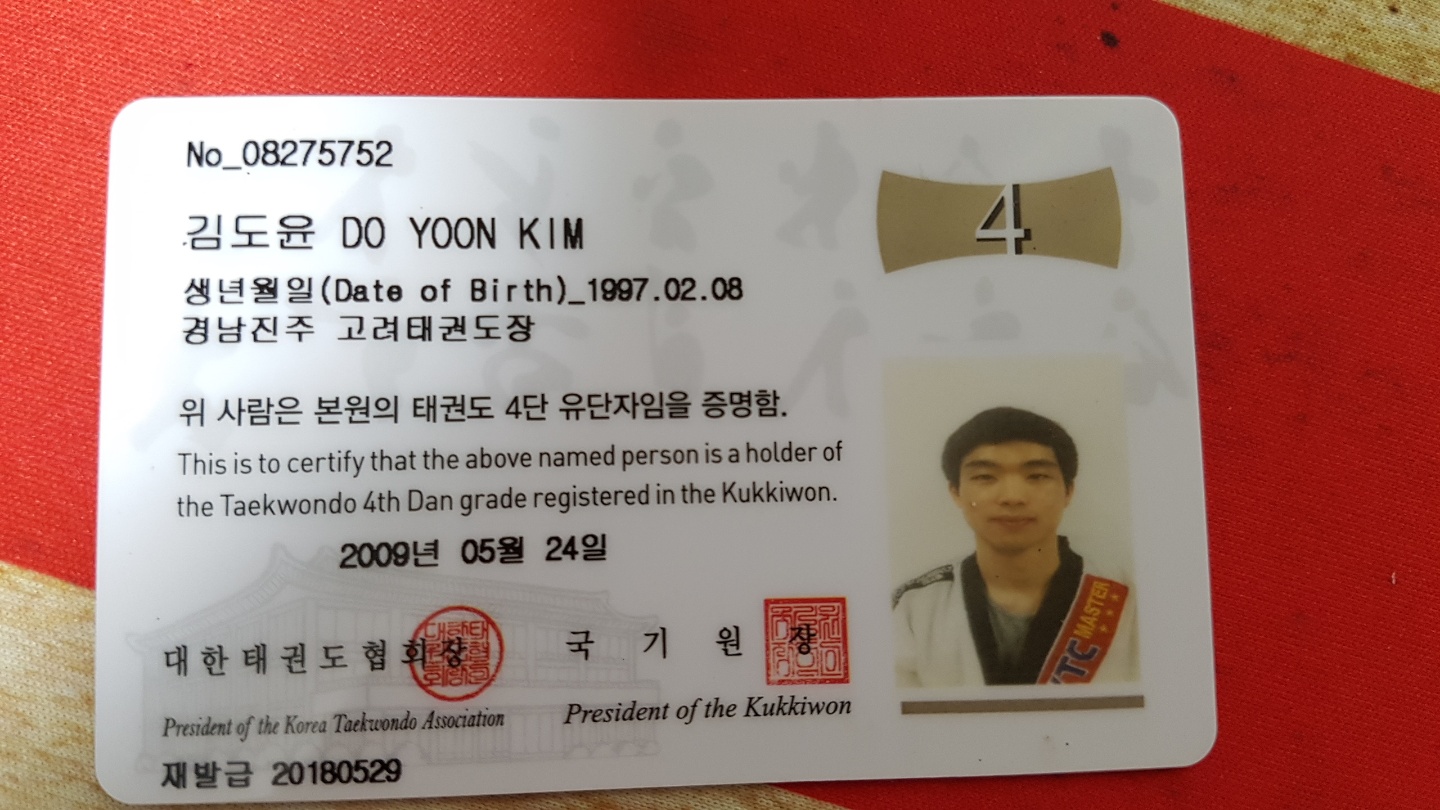 No_08275752
4
김도윤 DO YOON KIM
생년월일(Date of Birth)_1997.02.08
경남진주 고려태권도장
위 사람은 본원의 태권도 4단 유단자임을 증명함.
This is to certify that the above named person is a holder of
the Taekwondo 4th Dan grade registered in the Kukkiwon.
2009년 05월 24일
대한태권도협회장 국기원장
President of the Korea Taekwondo Association President of the Kukkiwon
재발급 20180529
MASTER